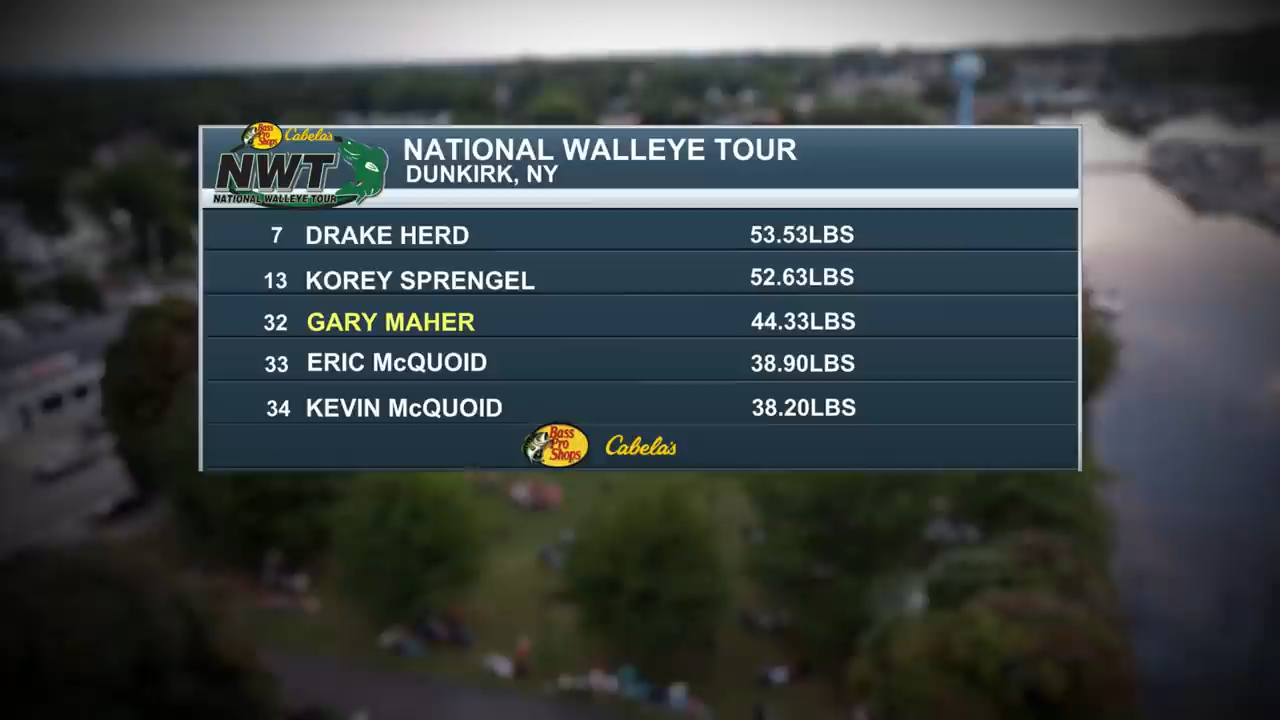 Bass Pro Shops Cabela's
NWT
NATIONAL WALLEYE TOUR
NATIONAL WALLEYE TOUR
DUNKIRK, NY
7 DRAKE HERD 53.53LBS
13 KOREY SPRENGEL 52.63LBS
32 GARY MAHER 44.33LBS
33 ERIC McQUOID 38.90LBS
34 KEVIN McQUOID 38.20LBS
Bass Pro Shops Cabela's